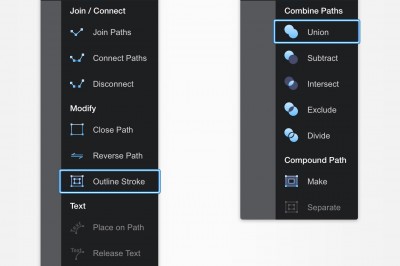 Join / Connect
Join Paths
Connect Paths
Disconnect
Modify
Close Path
Reverse Path
Outline Stroke
Text
Place on Path
Release Text
Combine Paths
Union
Subtract
Intersect
Exclude
Divide
Compound Path
Make
Separate